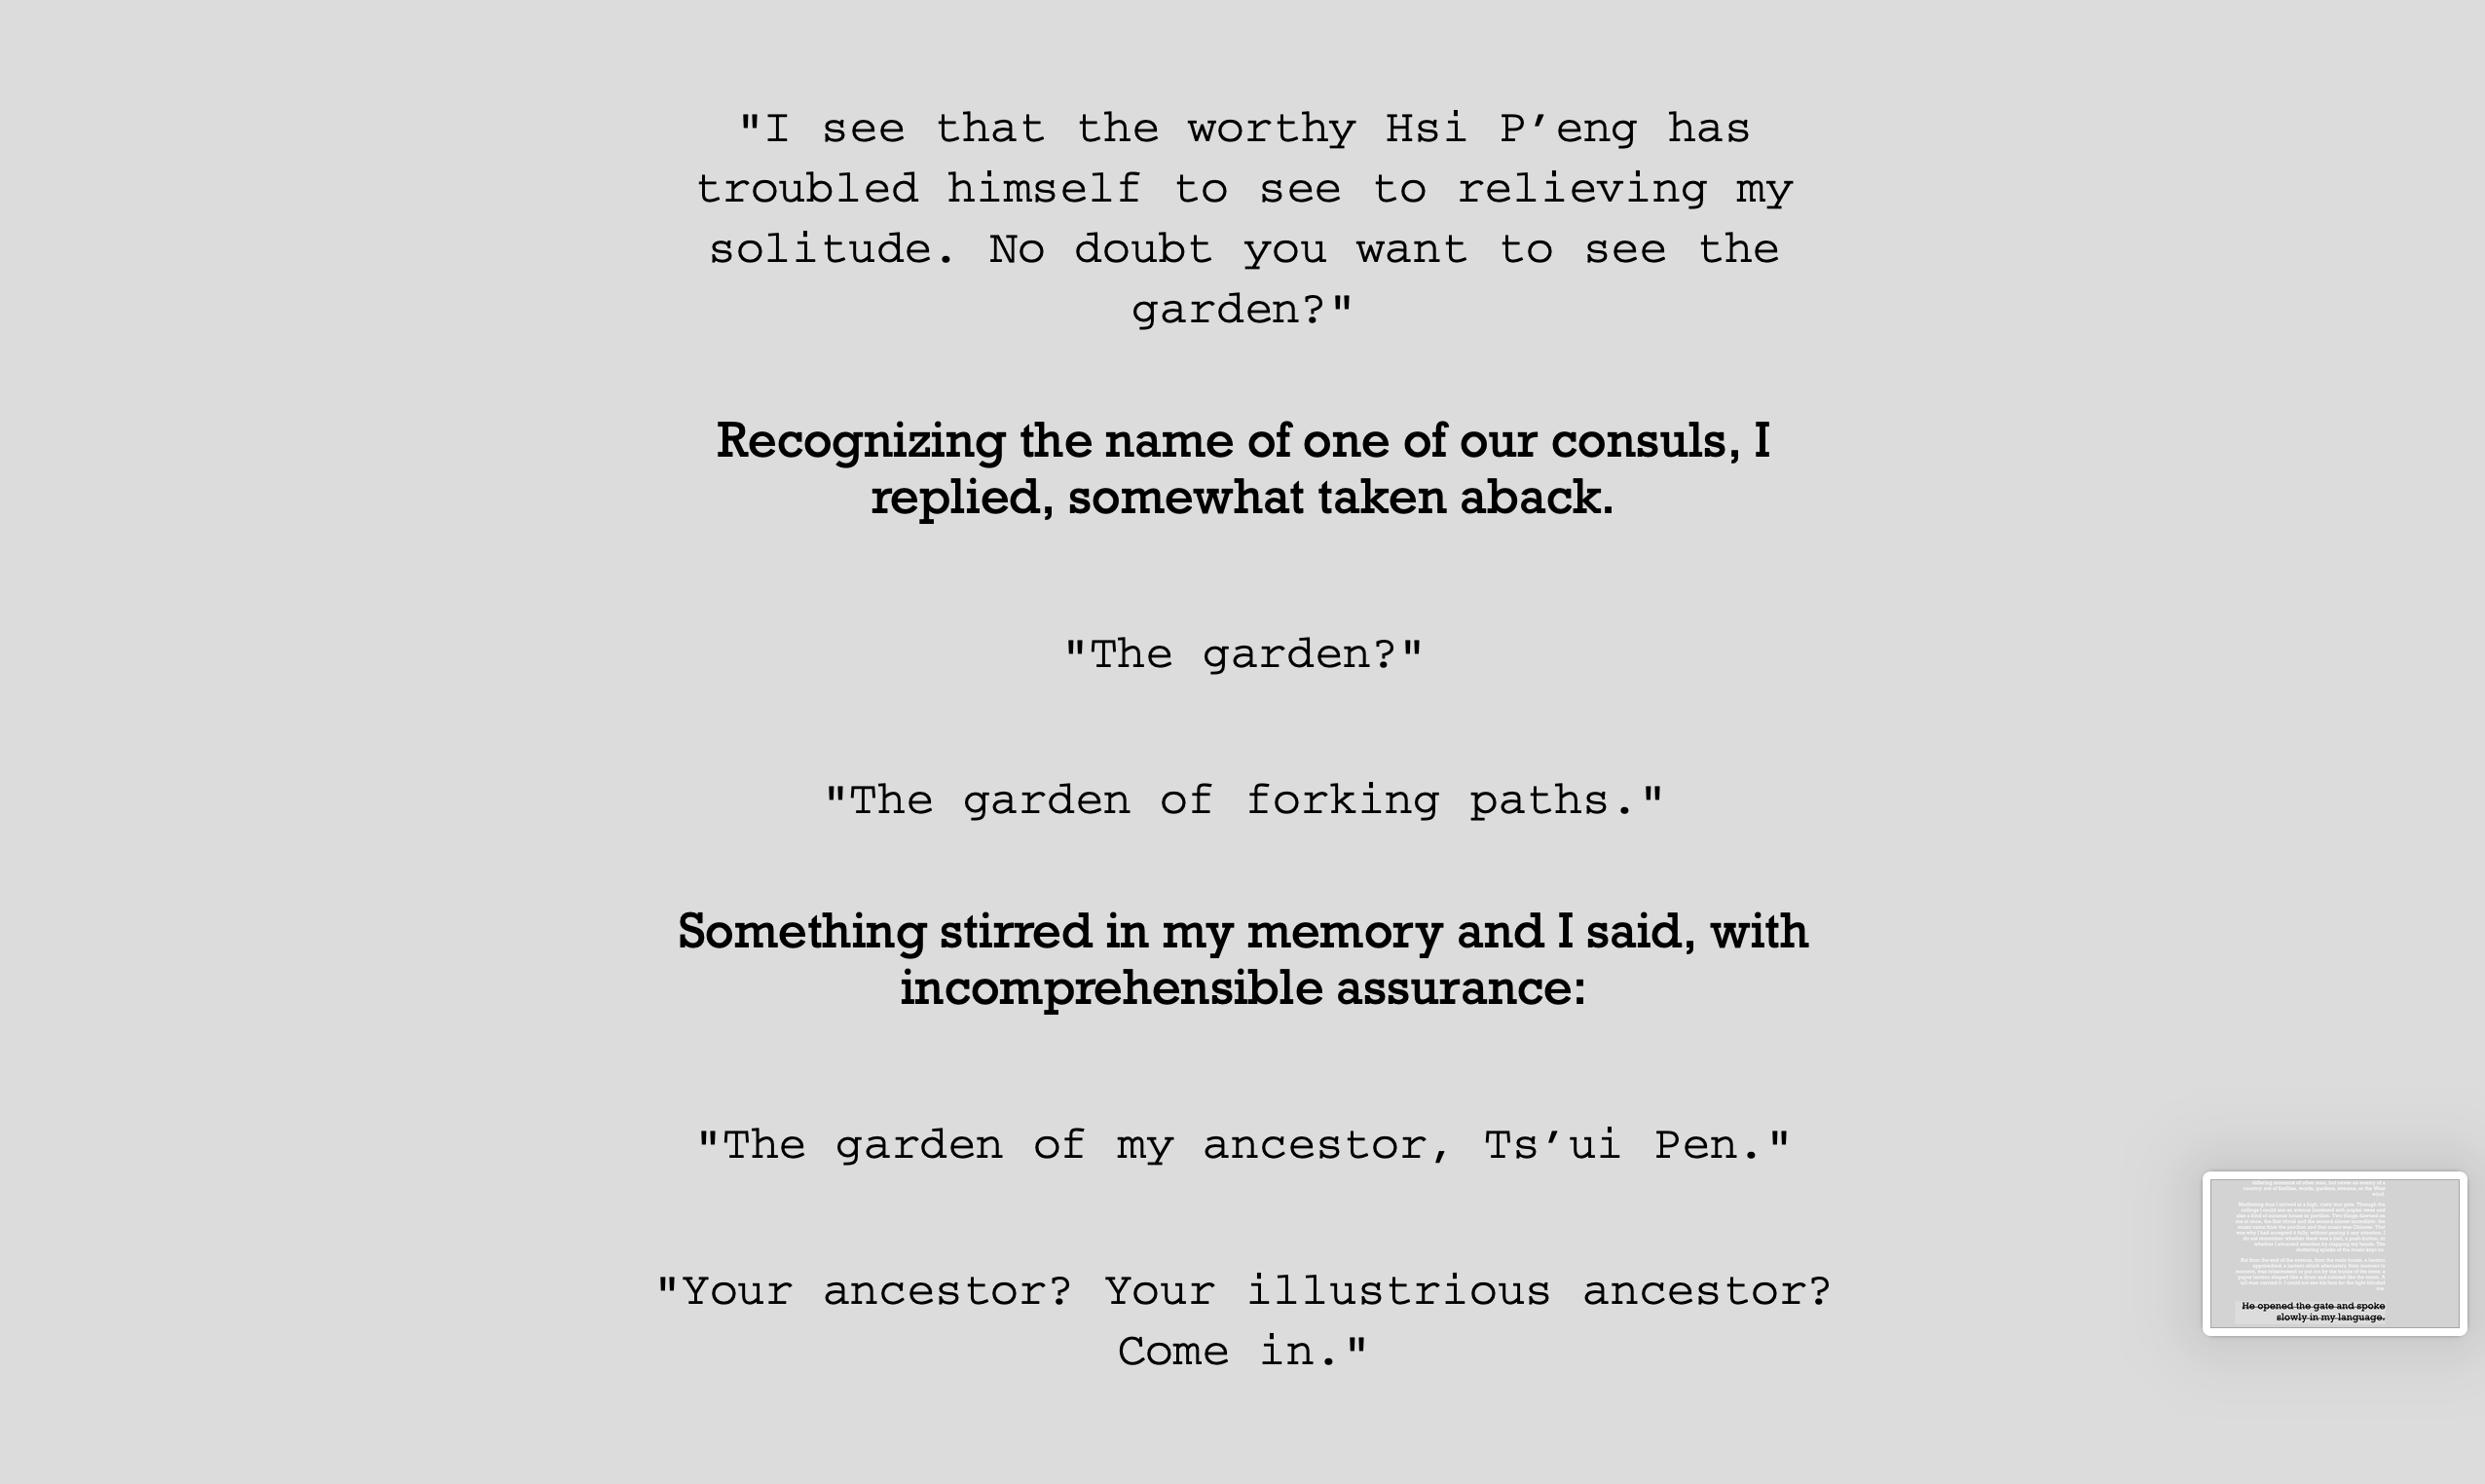 "I see that the worthy Hsi P’eng has
troubled himself to see to relieving my
solitude. No doubt you want to see the
garden?"
Recognizing the name of one of our consuls, I
replied, somewhat taken aback.
"The garden?"
"The garden of forking paths."
Something stirred in my memory and I said, with
incomprehensible assurance:
"The garden of my ancestor, Ts’ui Pen."
"Your ancestor? Your illustrious ancestor?
Come in."
He opened the gate and spoke
slowly in my language.